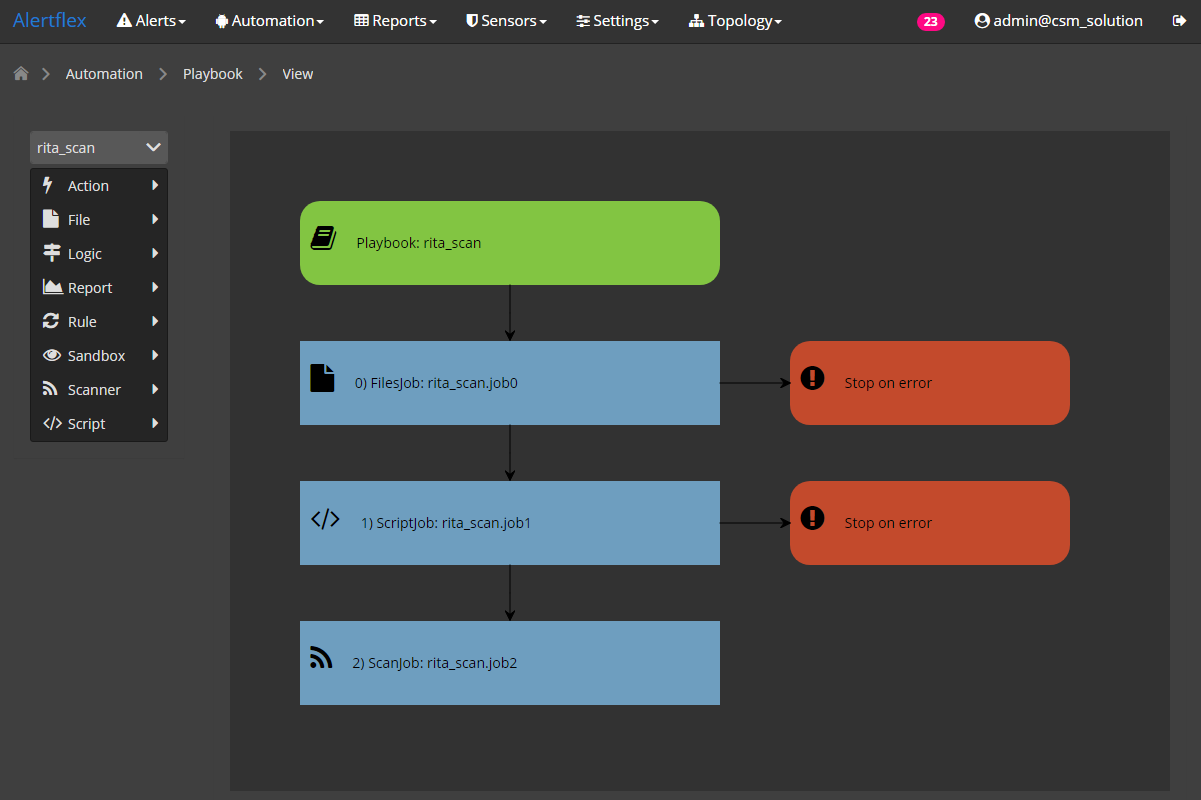 Alertflex Alerts Automation Reports Sensors Settings Topology 23 admin@csm_solution
Automation Playbook View
rita_scan
Action
File
Logic
Report
Rule
Sandbox
Scanner
Script
Playbook: rita_scan
0) FilesJob: rita_scan.job0
Stop on error
1) ScriptJob: rita_scan.job1
Stop on error
2) ScanJob: rita_scan.job2